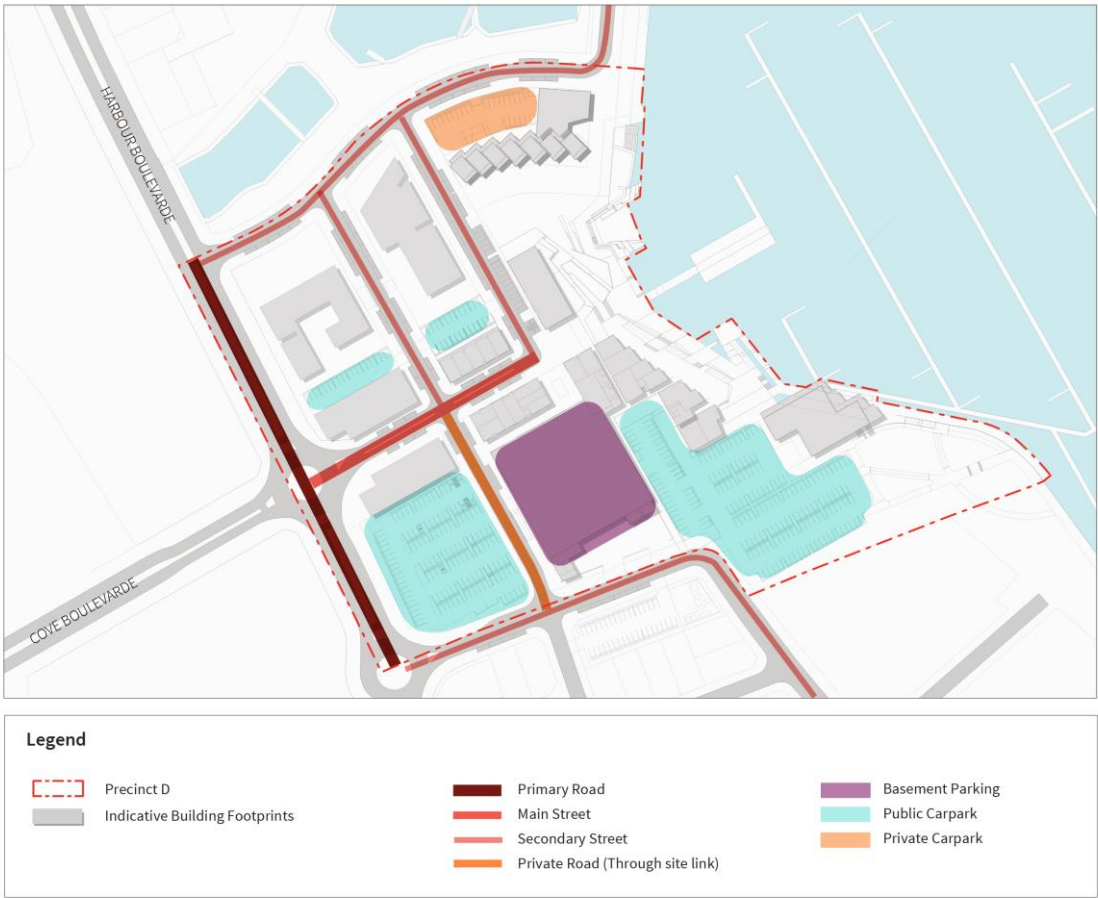 HARBOUR BOULEVARDE
COVE BOULEVARDE
Legend
Precinct D
Indicative Building Footprints
Primary Road
Main Street
Secondary Street
Private Road (Through site link)
Basement Parking
Public Carpark
Private Carpark